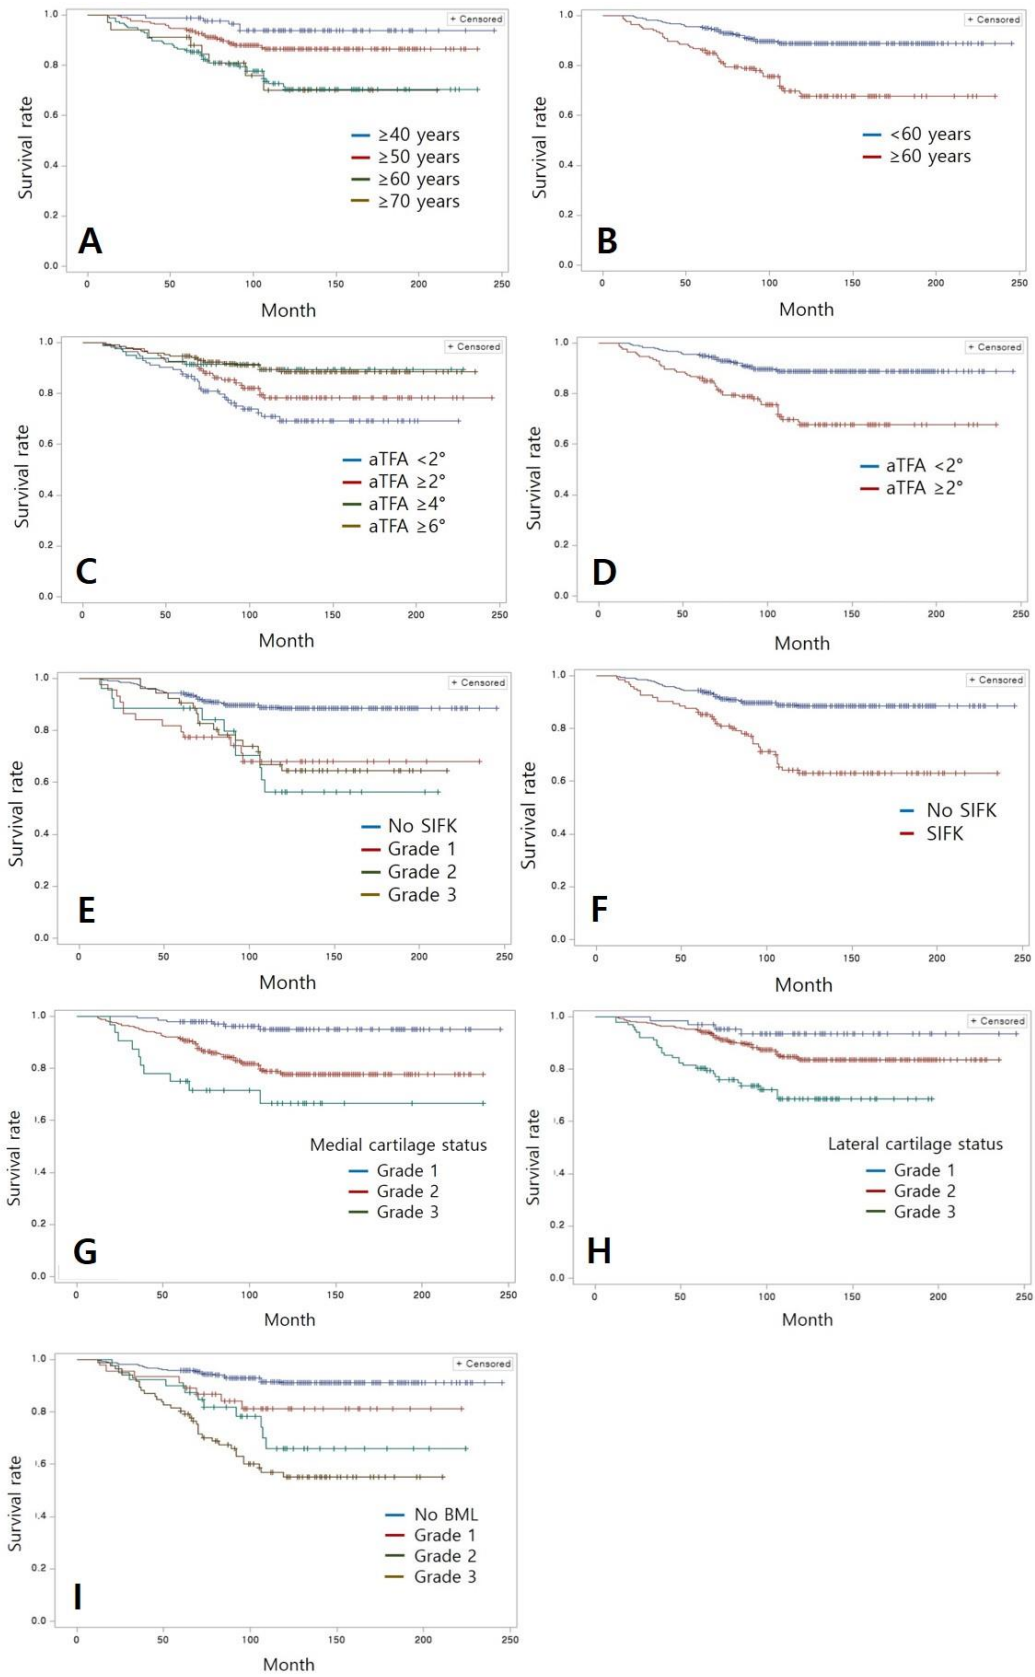 1.0
0.8
0.6
0.4
0.2
0.0
Survival rate
+ Censored
≥40 years
≥50 years
≥60 years
≥70 years
A
0 50 100 150 200 250
Month
1.0
0.8
0.6
0.4
0.2
0.0
Survival rate
+ Censored
<60 years
≥60 years
B
0 50 100 150 200 250
Month
1.0
0.8
0.6
0.4
0.2
0.0
Survival rate
+ Censored
aTFA <2°
aTFA ≥2°
aTFA ≥4°
aTFA ≥6°
C
0 50 100 150 200 250
Month
1.0
0.8
0.6
0.4
0.2
0.0
Survival rate
+ Censored
aTFA <2°
aTFA ≥2°
D
0 50 100 150 200 250
Month
1.0
0.8
0.6
0.4
0.2
0.0
Survival rate
+ Censored
No SIFK
Grade 1
Grade 2
Grade 3
E
0 50 100 150 200 250
Month
1.0
0.8
0.6
0.4
0.2
0.0
Survival rate
+ Censored
No SIFK
SIFK
F
0 50 100 150 200 250
Month
1.0
0.8
.6
.4
0.2
0.0
Survival rate
Medial cartilage status
Grade 1
Grade 2
Grade 3
G
0 50 100 150 200 250
Month
1.0
0.8
.6
.4
0.2
0.0
Survival rate
+ Censored
Lateral cartilage status
Grade 1
Grade 2
Grade 3
H
0 50 100 150 200 250
Month
1.0
0.8
.6
.4
0.2
0.0
Survival rate
+ Censored
No BML
Grade 1
Grade 2
Grade 3
I
0 50 100 150 200 250
Month